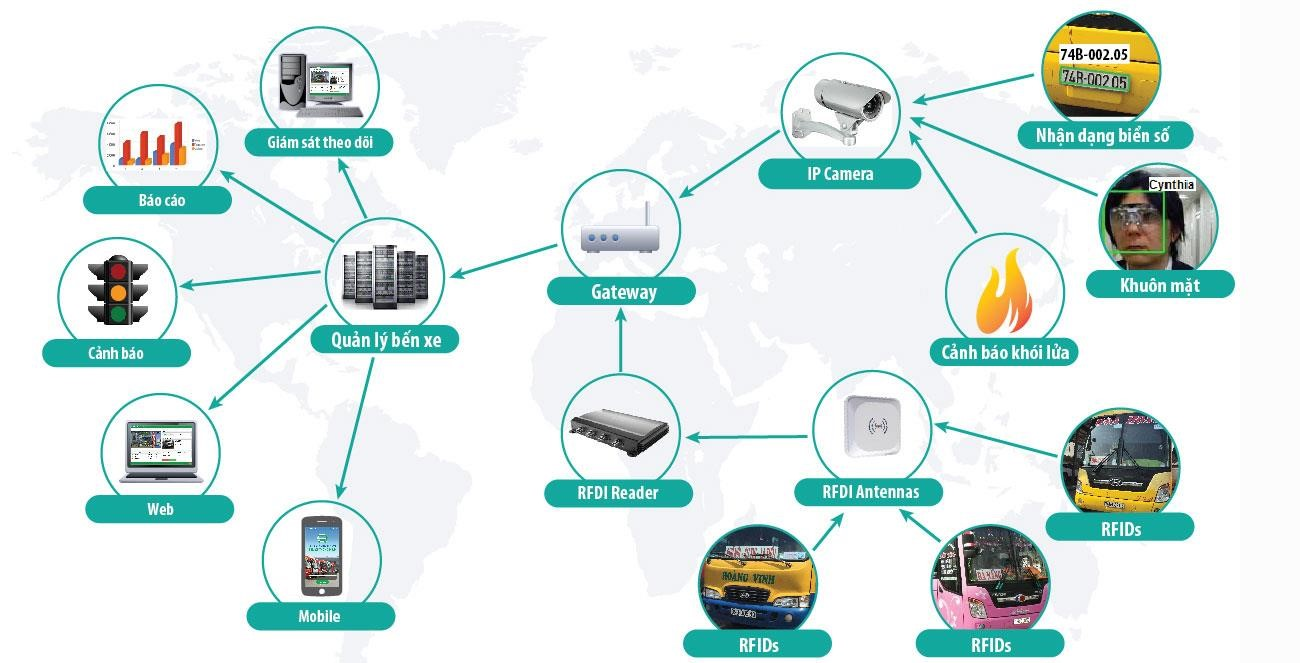 74B-002.05
74B-002 05
Nhận dạng biển số
Giám sát theo dõi
IP Camera
Cynthia
Báo cáo
Khuôn mặt
Gateway
Quản lý bến xe
Cảnh báo
Cảnh báo khói lửa
RFDI Reader
RFDI Antennas
Web
RFIDs
HOÀNG VINH
Mobile
RFIDs
RFIDs